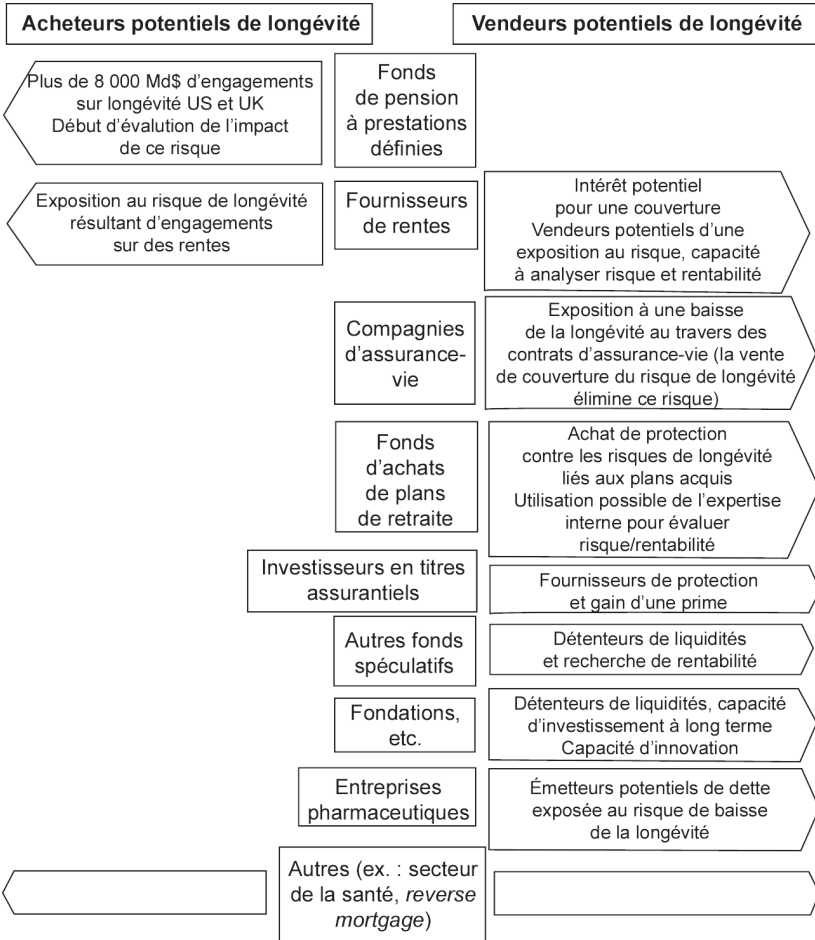 Acheteurs potentiels de longévité
Vendeurs potentiels de longévité
Plus de 8 000 Md$ d'engagements
sur longévité US et UK
Début d'évalution de l'impact
de ce risque
Fonds
de pension
à prestations
définies
Exposition au risque de longévité
résultant d'engagements
sur des rentes
Fournisseurs
de rentes
Intérêt potentiel
pour une couverture
Vendeurs potentiels d'une
exposition au risque, capacité
à analyser risque et rentabilité
Compagnies
d'assurance-
vie
Exposition à une baisse
de la longévité au travers des
contrats d'assurance-vie (la vente
de couverture du risque de longévité
élimine ce risque)
Fonds
d'achats
de plans
de retraite
Achat de protection
contre les risques de longévité
liés aux plans acquis
Utilisation possible de l'expertise
interne pour évaluer
risque/rentabilité
Investisseurs en titres
assurantiels
Fournisseurs de protection
et gain d'une prime
Autres fonds
spéculatifs
Détenteurs de liquidités
et recherche de rentabilité
Fondations,
etc.
Détenteurs de liquidités, capacité
d'investissement à long terme
Capacité d'innovation
Entreprises
pharmaceutiques
Émetteurs potentiels de dette
exposée au risque de baisse
de la longévité
Autres (ex. : secteur
de la santé, reverse
mortgage)